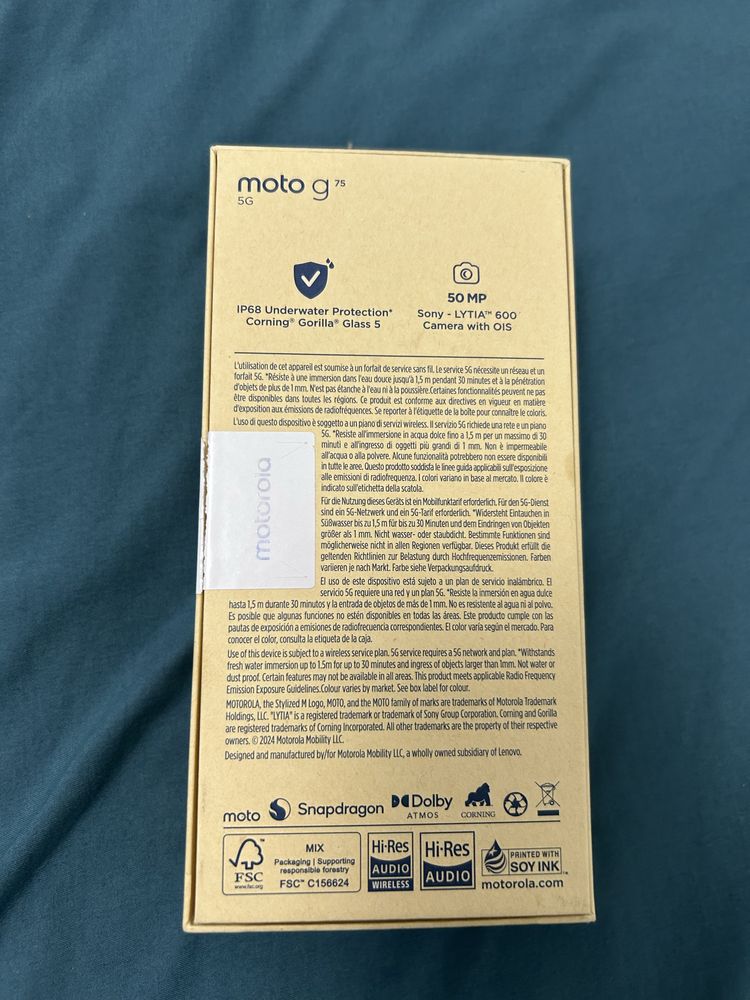 moto g 75
5G
IP68 Underwater Protection*
Corning® Gorilla® Glass 5
50 MP
Sony - LYTIA™ 600
Camera with OIS
L'utilisation de cet appareil est soumise à un forfait de service sans fil. Le service 5G nécessite un réseau et un
forfait 5G. *Résiste à une immersion dans l'eau douce jusqu'à 1,5 m pendant 30 minutes et à la pénétration
d'objets de plus de 1 mm. N'est pas étanche à l'eau ni à la poussière.Certaines fonctionnalités peuvent ne pas
être disponibles dans toutes les régions. Ce produit est conforme aux directives en vigueur en matière
d'exposition aux émissions de radiofréquences. Se reporter à l'étiquette de la boîte pour connaître le coloris.
L'uso di questo dispositivo è soggetto a un piano di servizi wireless. Il servizio 5G richiede una rete e un piano
5G. *Resiste all'immersione in acqua dolce fino a 1,5 m per un massimo di 30
minuti e all'ingresso di oggetti più grandi di 1 mm. Non è impermeabile
all'acqua o alla polvere. Alcune funzionalità potrebbero non essere disponibili
in tutte le aree. Questo prodotto soddisfa le linee guida applicabili sull'esposizione
alle emissioni di radiofrequenza. I colori variano in base al mercato. Il colore è
indicato sull'etichetta della scatola.
Für die Nutzung dieses Geräts ist ein Mobilfunktarif erforderlich. Für den 5G-Dienst
sind ein 5G-Netzwerk und ein 5G-Tarif erforderlich. *Widersteht Eintauchen in
Süßwasser bis zu 1,5 m für bis zu 30 Minuten und dem Eindringen von Objekten
größer als 1 mm. Nicht wasser- oder staubdicht. Bestimmte Funktionen sind
möglicherweise nicht in allen Regionen verfügbar. Dieses Produkt erfüllt die
geltenden Richtlinien zur Belastung durch Hochfrequenzemissionen. Farben
variieren je nach Markt. Farbe siehe Verpackungsaufdruck.
El uso de este dispositivo está sujeto a un plan de servicio inalámbrico. El
servicio 5G requiere una red y un plan 5G. *Resiste la inmersión en agua dulce
hasta 1,5 m durante 30 minutos y la entrada de objetos de más de 1 mm. No es resistente al agua ni al polvo.
Es posible que algunas funciones no estén disponibles en todas las áreas. Este producto cumple con las
pautas de exposición a emisiones de radiofrecuencia correspondientes. El color varía según el mercado. Para
conocer el color, consulta la etiqueta de la caja.
Use of this device is subject to a wireless service plan. 5G service requires a 5G network and plan. *Withstands
fresh water immersion up to 1.5m for up to 30 minutes and ingress of objects larger than 1mm. Not water or
dust proof. Certain features may not be available in all areas. This product meets applicable Radio Frequency
Emission Exposure Guidelines.Colour varies by market. See box label for colour.
MOTOROLA, the Stylized M Logo, MOTO, and the MOTO family of marks are trademarks of Motorola Trademark
Holdings, LLC. "LYTIA" is a registered trademark or trademark of Sony Group Corporation. Corning and Gorilla
are registered trademarks of Corning Incorporated. All other trademarks are the property of their respective
owners. © 2024 Motorola Mobility LLC.
Designed and manufactured by/for Motorola Mobility LLC, a wholly owned subsidiary of Lenovo.
motorola
moto Snapdragon Dolby ATMOS CORNING
FSC™
www.fsc.org
MIX
Packaging | Supporting
responsible forestry
FSC™ C156624
Hi-Res
AUDIO
WIRELESS
Hi-Res
AUDIO
PRINTED WITH
SOY INK™
motorola.com